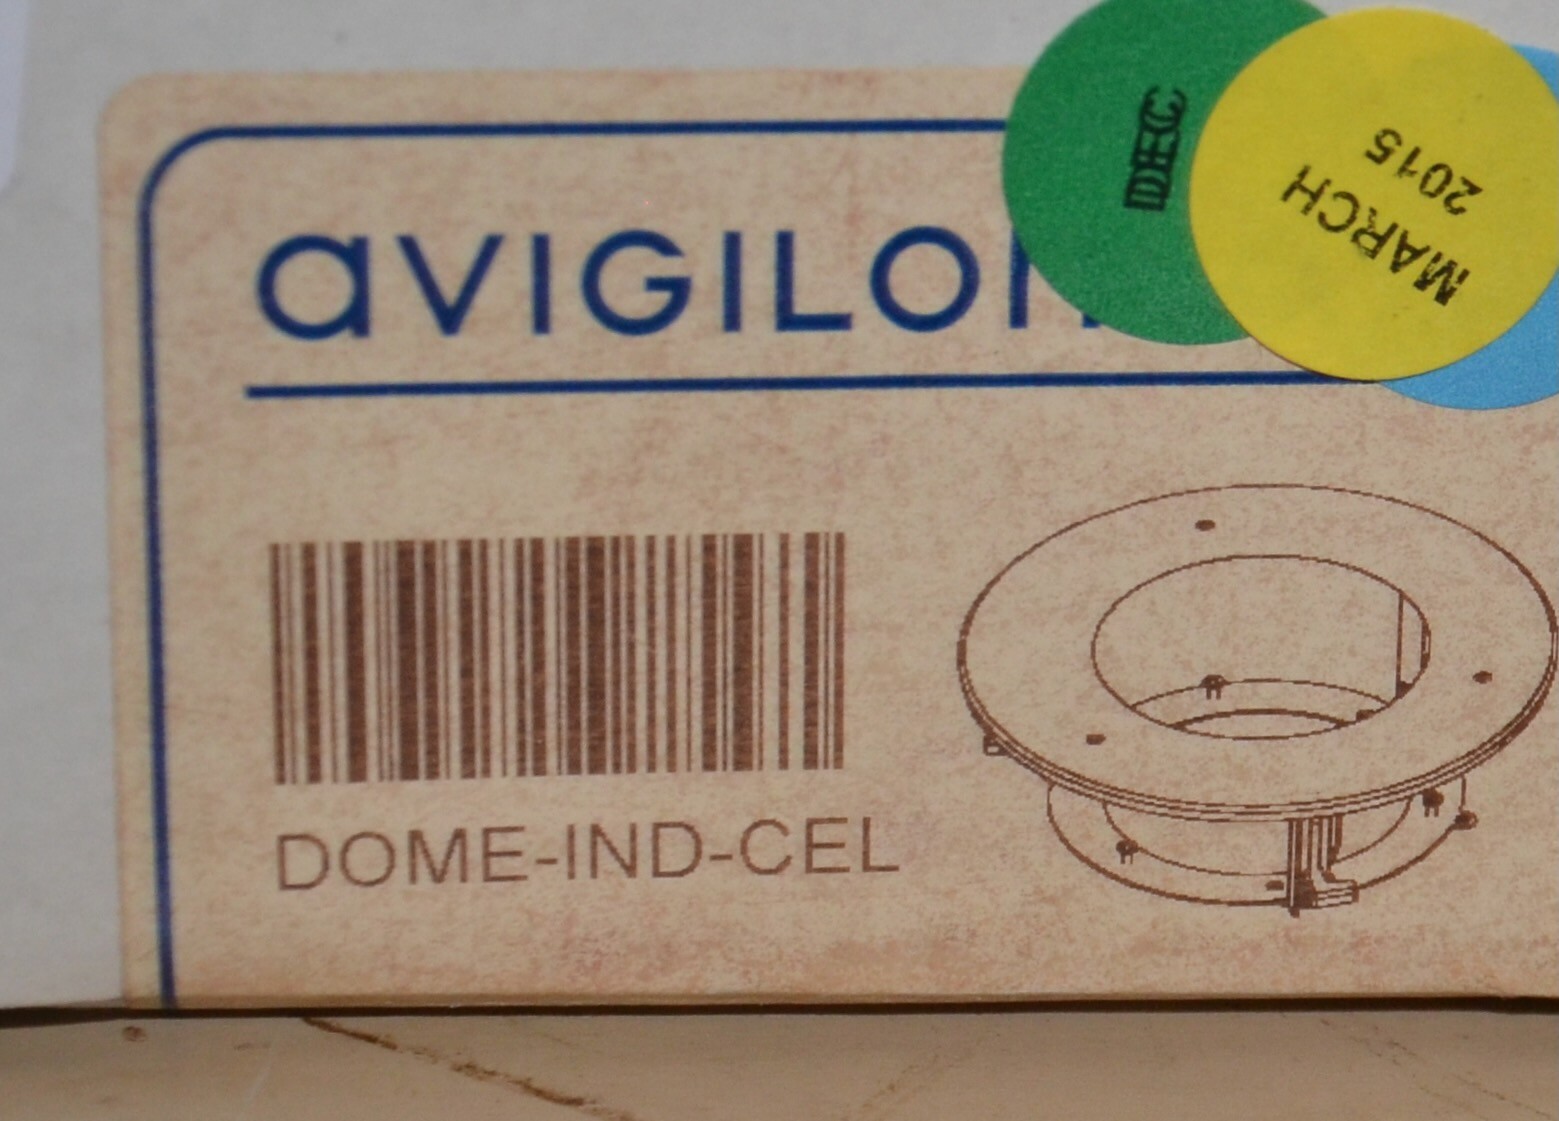 aVIGILON
DEC
MARCH
2015
DOME-IND-CEL